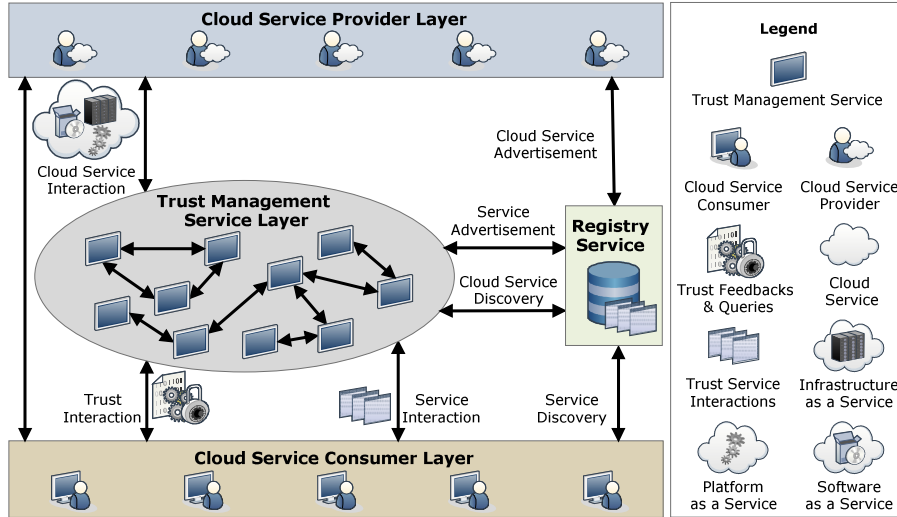 Cloud Service Provider Layer
Cloud Service
Interaction
Cloud Service
Advertisement
Trust Management
Service Layer
Service
Advertisement
Cloud Service
Discovery
Registry
Service
Trust
Interaction
Service
Interaction
Service
Discovery
Cloud Service Consumer Layer
Legend
Trust Management Service
Cloud Service
Consumer
Cloud Service
Provider
Trust Feedbacks
& Queries
Cloud
Service
Trust Service
Interactions
Infrastructure
as a Service
Platform
as a Service
Software
as a Service